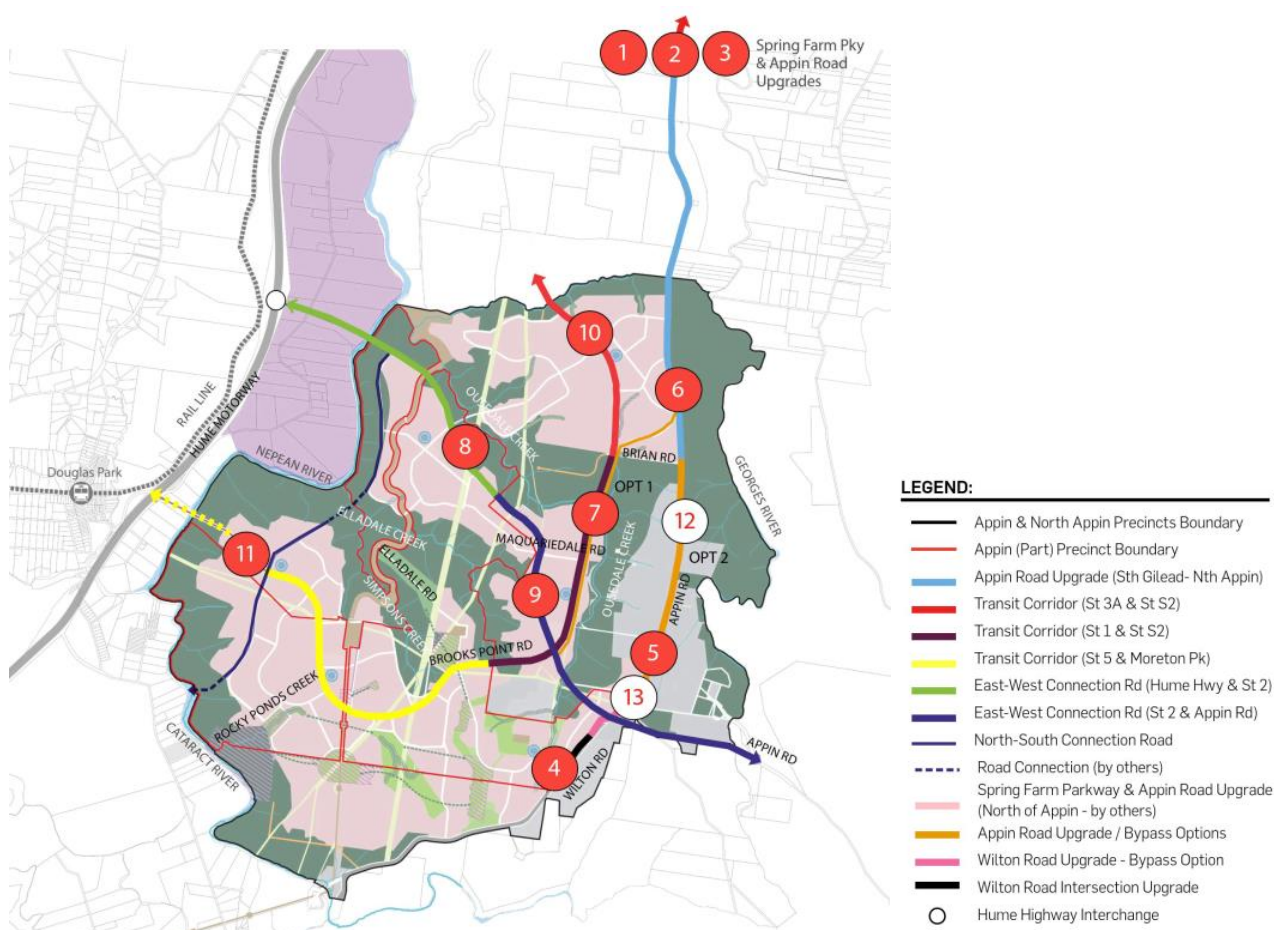 1
2
3
Spring Farm Pky
& Appin Road
Upgrades
10
RAIL LINE
HUME MOTORWAY
6
OUSEDALE CREEK
8
BRIAN RD
NEPEAN RIVER
Douglas Park
GEORGES RIVER
OPT 1
7
12
ELLADALE CREEK
MAQUARIEDALE RD
11
OPT 2
ELLADALE RD
OUSEDALE CREEK
SIMPSONS CREEK
9
APPIN RD
5
BROOKS POINT RD
13
ROCKY PONDS CREEK
CATARACT RIVER
APPIN RD
4
WILTON RD
LEGEND:
Appin & North Appin Precincts Boundary
Appin (Part) Precinct Boundary
Appin Road Upgrade (Sth Gilead- Nth Appin)
Transit Corridor (St 3A & St S2)
Transit Corridor (St 1 & St S2)
Transit Corridor (St 5 & Moreton Pk)
East-West Connection Rd (Hume Hwy & St 2)
East-West Connection Rd (St 2 & Appin Rd)
North-South Connection Road
Road Connection (by others)
Spring Farm Parkway & Appin Road Upgrade
(North of Appin - by others)
Appin Road Upgrade / Bypass Options
Wilton Road Upgrade - Bypass Option
Wilton Road Intersection Upgrade
Hume Highway Interchange